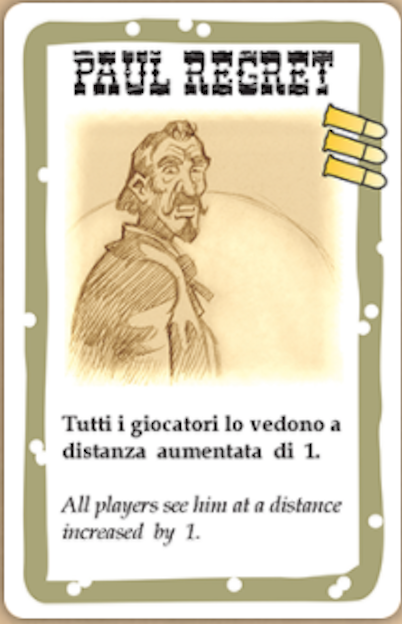 PAUL REGRET
Tutti i giocatori lo vedono a
distanza aumentata di 1.
All players see him at a distance
increased by 1.